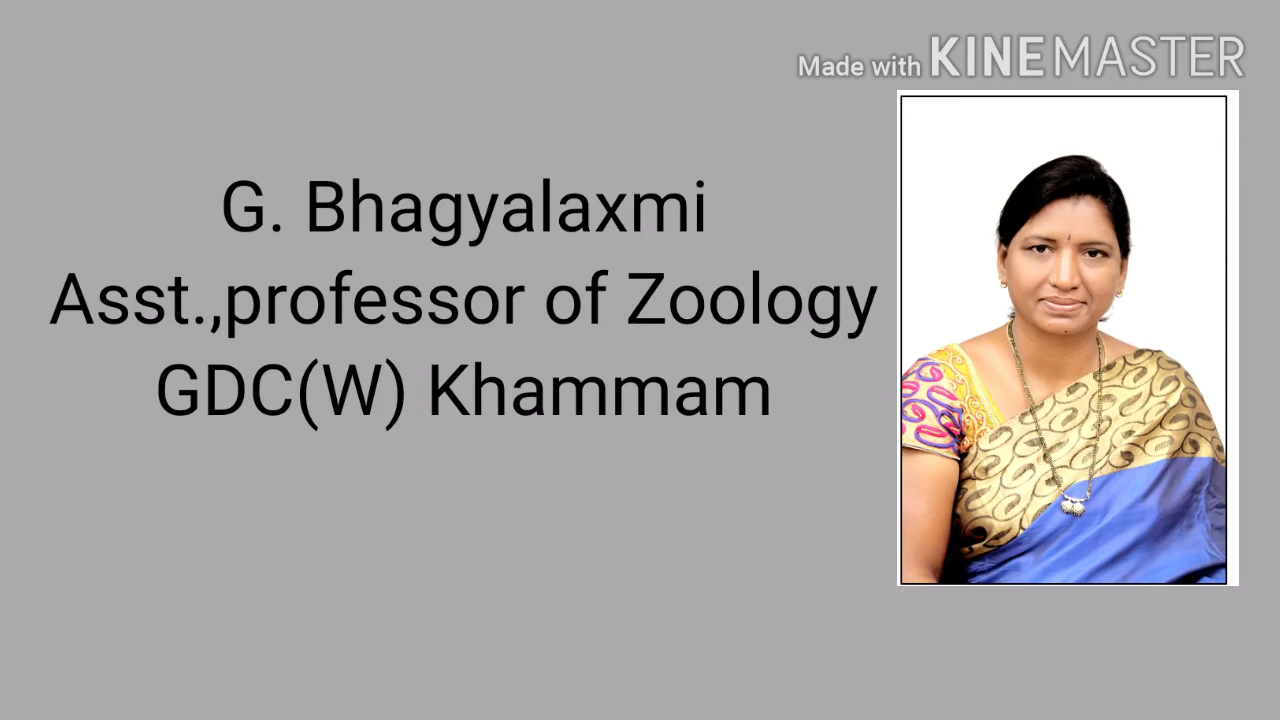 Made with KINEMASTER
G. Bhagyalaxmi
Asst.,professor of Zoology
GDC(W) Khammam